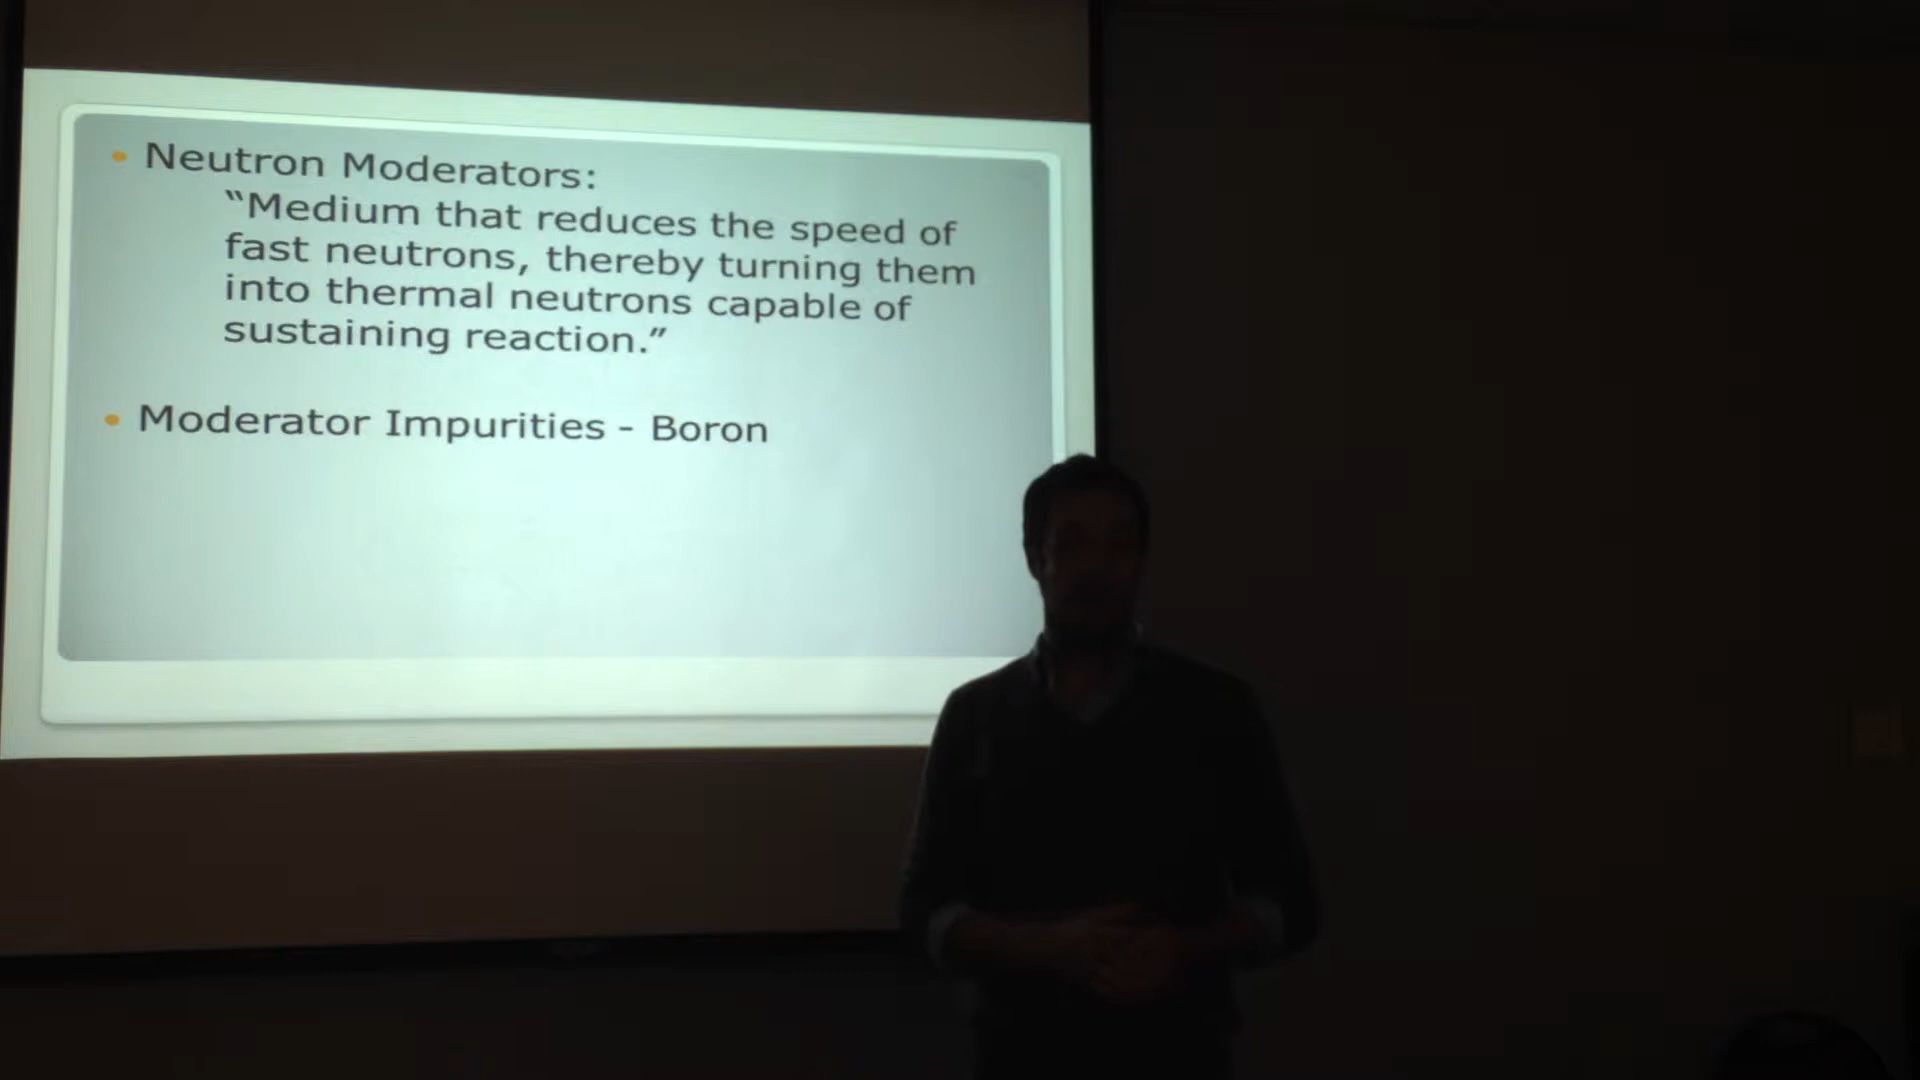 Neutron Moderators:
“Medium that reduces the speed of
fast neutrons, thereby turning them
into thermal neutrons capable of
sustaining reaction.”
Moderator Impurities - Boron